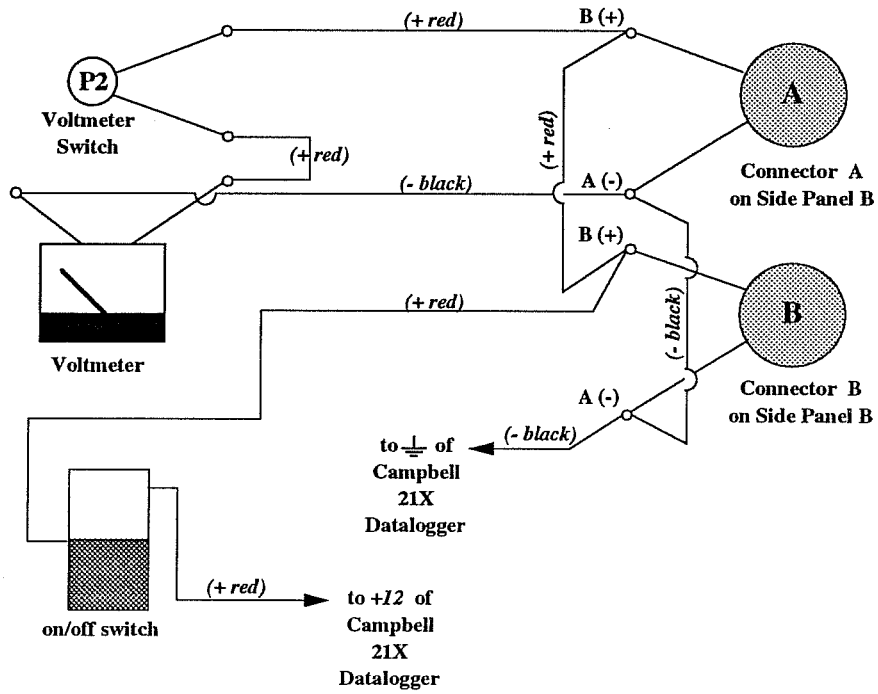 B (+)
(+ red)
P2
A
Voltmeter
Switch
(+ red)
(+ red)
Connector A
on Side Panel B
(- black)
A (-)
B (+)
(+ red)
(- black)
B
Voltmeter
Connector B
on Side Panel B
A (-)
(- black)
to of
Campbell
21X
Datalogger
(+ red)
on/off switch
to +12 of
Campbell
21X
Datalogger